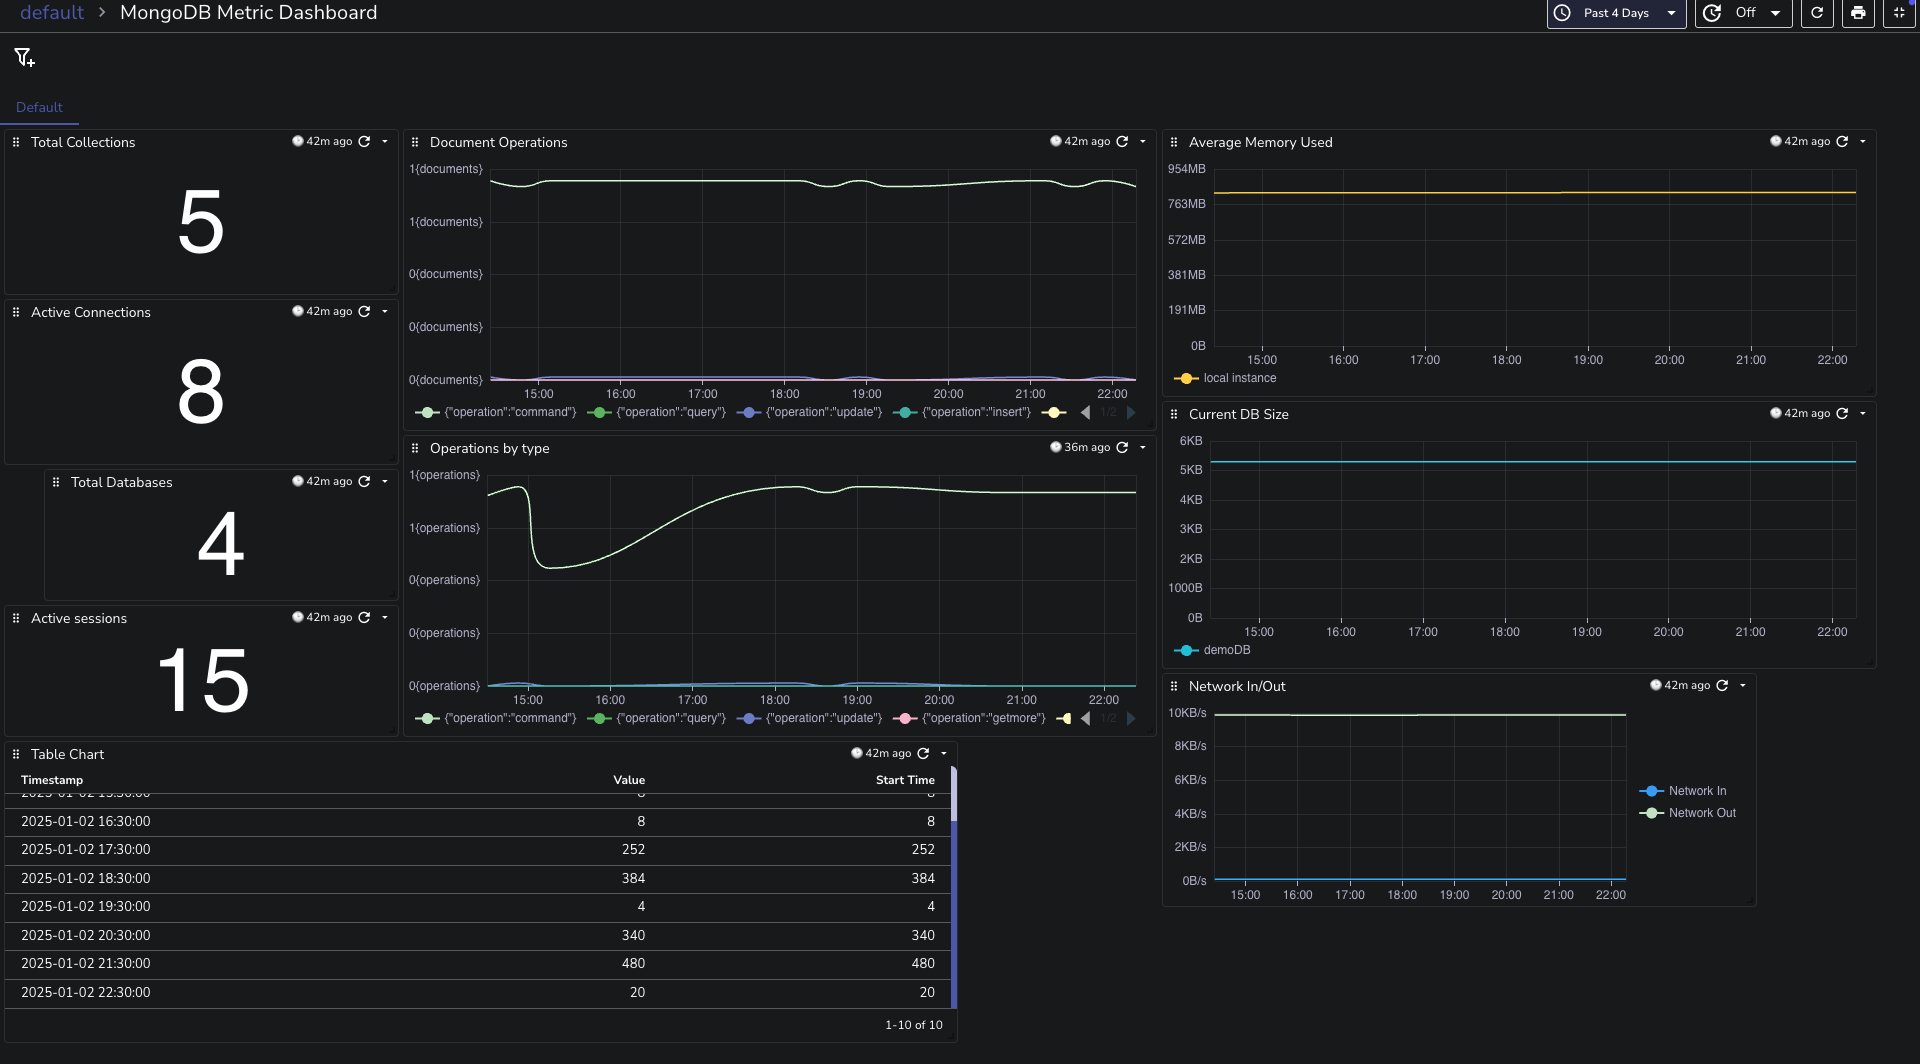 default > MongoDB Metric Dashboard
Past 4 Days
Off
Default
Total Collections
42m ago
5
Active Connections
42m ago
8
Total Databases
42m ago
4
Active sessions
42m ago
15
Document Operations
42m ago
1{documents}
1{documents}
0{documents}
0{documents}
0{documents}
15:00 16:00 17:00 18:00 19:00 20:00 21:00 22:00
{"operation":"command"} {"operation":"query"} {"operation":"update"} {"operation":"insert"} 1/2
Operations by type
36m ago
1{operations}
1{operations}
0{operations}
0{operations}
0{operations}
15:00 16:00 17:00 18:00 19:00 20:00 21:00 22:00
{"operation":"command"} {"operation":"query"} {"operation":"update"} {"operation":"getmore"} 1/2
Average Memory Used
42m ago
954MB
763MB
572MB
381MB
191MB
0B
15:00 16:00 17:00 18:00 19:00 20:00 21:00 22:00
local instance
Current DB Size
42m ago
6KB
5KB
4KB
3KB
2KB
1000B
0B
15:00 16:00 17:00 18:00 19:00 20:00 21:00 22:00
demoDB
Network In/Out
42m ago
10KB/s
8KB/s
6KB/s
4KB/s
2KB/s
0B/s
15:00 16:00 17:00 18:00 19:00 20:00 21:00 22:00
Network In
Network Out
Table Chart
42m ago
Timestamp Value Start Time
2025-01-02 16:30:00 8 8
2025-01-02 17:30:00 252 252
2025-01-02 18:30:00 384 384
2025-01-02 19:30:00 4 4
2025-01-02 20:30:00 340 340
2025-01-02 21:30:00 480 480
2025-01-02 22:30:00 20 20
1-10 of 10